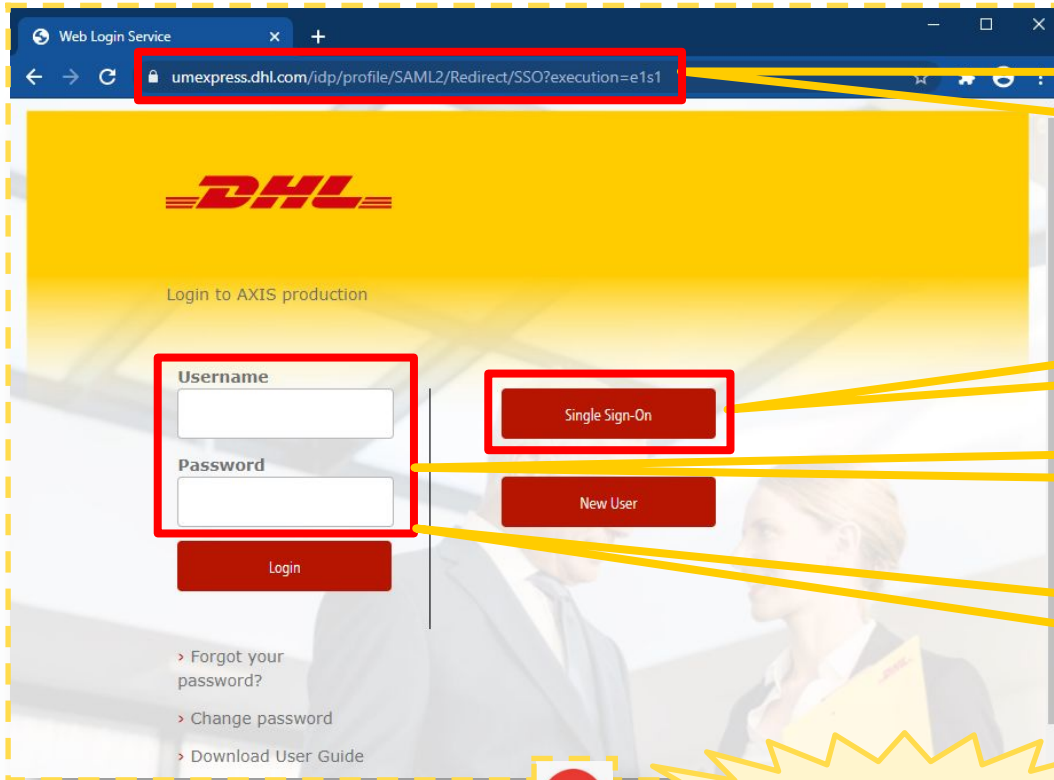 Web Login Service
umexpress.dhl.com/idp/profile/SAML2/Redirect/SSO?execution=e1s1
DHL
Login to AXIS production
Username
Single Sign-On
Password
New User
Login
› Forgot your
password?
› Change password
› Download User Guide